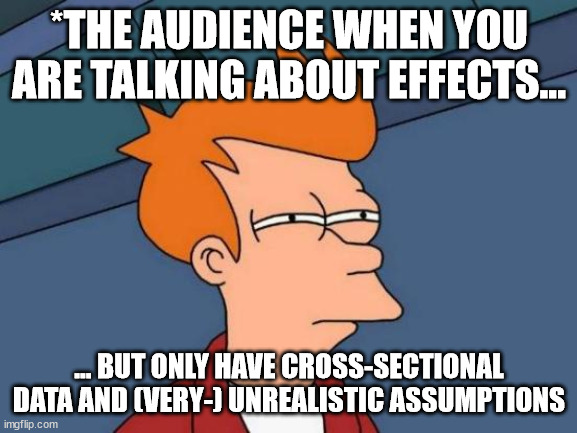 *THE AUDIENCE WHEN YOU
ARE TALKING ABOUT EFFECTS...
... BUT ONLY HAVE CROSS-SECTIONAL
DATA AND (VERY-) UNREALISTIC ASSUMPTIONS
imgflip.com